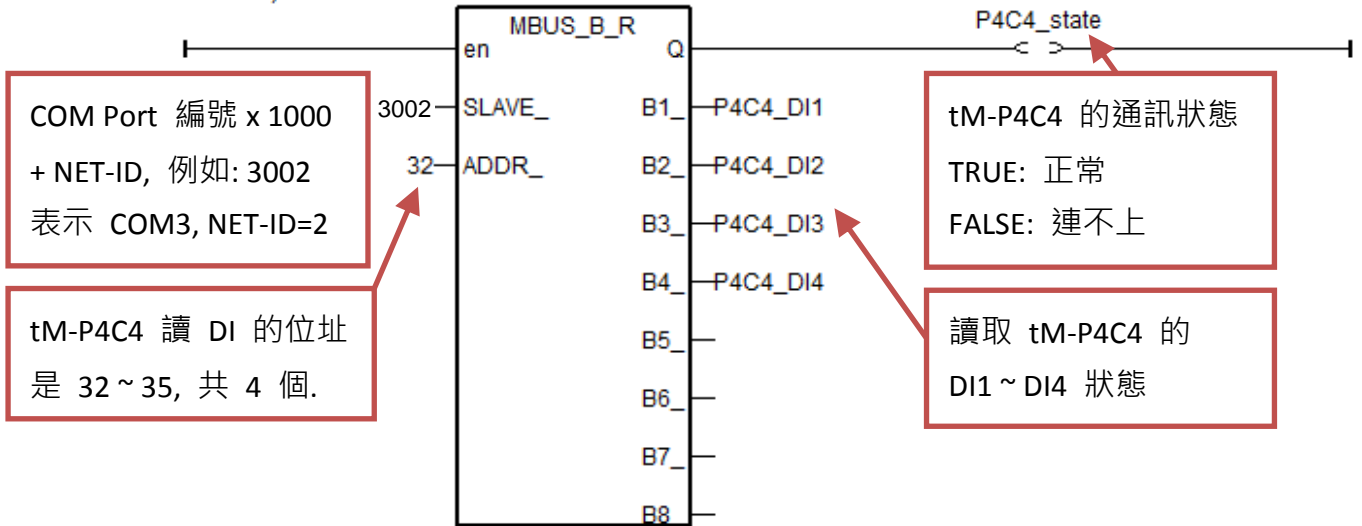 MBUS_B_R
en
Q
P4C4_state
3002
SLAVE_
B1_
P4C4_DI1
32
ADDR_
B2_
P4C4_DI2
B3_
P4C4_DI3
B4_
P4C4_DI4
B5_
B6_
B7_
B8
COM Port 編號 x 1000
+ NET-ID, 例如: 3002
表示 COM3, NET-ID=2
tM-P4C4 讀 DI 的位址
是 32 ~ 35, 共 4 個.
tM-P4C4 的通訊狀態
TRUE: 正常
FALSE: 連不上
讀取 tM-P4C4 的
DI1 ~ DI4 狀態